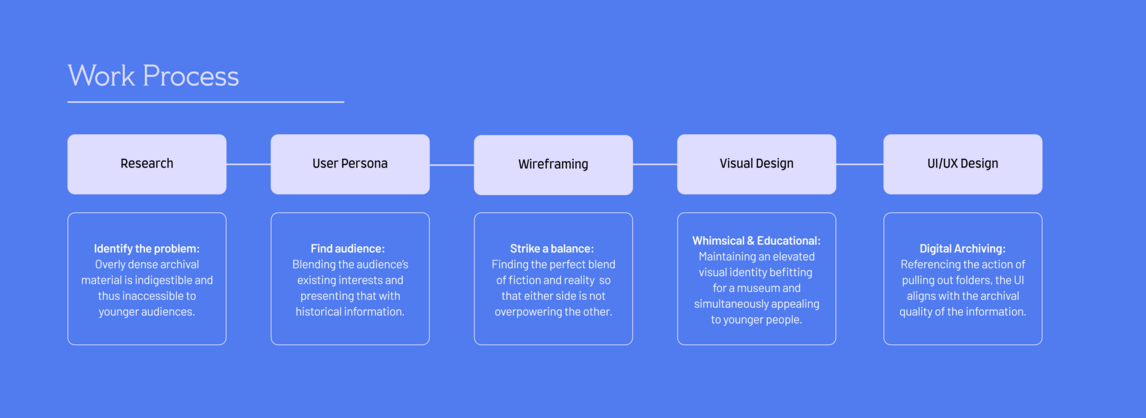 Work Process
Research
User Persona
Wireframing
Visual Design
UI/UX Design
Identify the problem:
Overly dense archival
material is indigestible and
thus inaccessible to
younger audiences.
Find audience:
Blending the audience's
existing interests and
presenting that with
historical information.
Strike a balance:
Finding the perfect blend
of fiction and reality so
that either side is not
overpowering the other.
Whimsical & Educational:
Maintaining an elevated
visual identity befitting
for a museum and
simultaneously appealing
to younger people.
Digital Archiving:
Referencing the action of
pulling out folders, the UI
aligns with the archival
quality of the information.